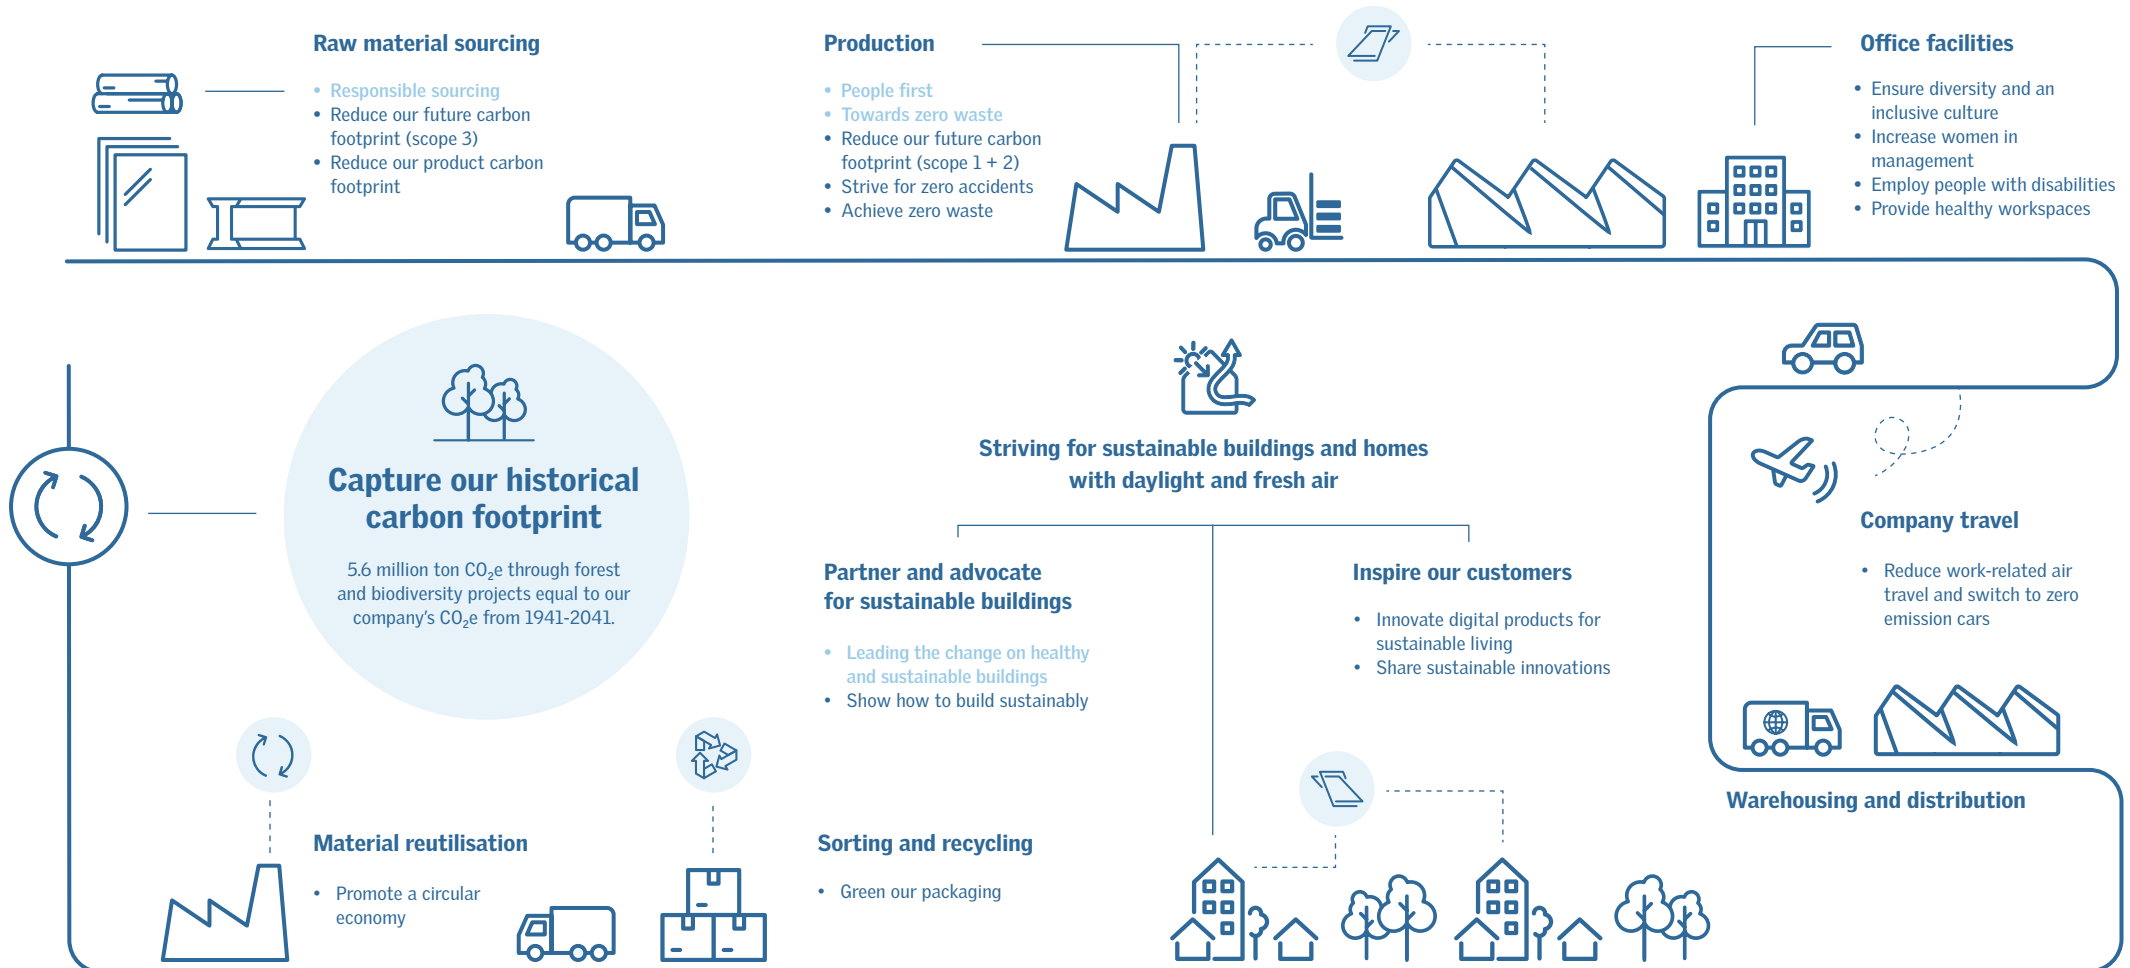 Raw material sourcing
• Responsible sourcing
• Reduce our future carbon
footprint (scope 3)
• Reduce our product carbon
footprint
Production
• People first
• Towards zero waste
• Reduce our future carbon
footprint (scope 1 + 2)
• Strive for zero accidents
• Achieve zero waste
Office facilities
• Ensure diversity and an
inclusive culture
• Increase women in
management
• Employ people with disabilities
• Provide healthy workspaces
Capture our historical
carbon footprint
5.6 million ton CO₂e through forest
and biodiversity projects equal to our
company's CO₂e from 1941-2041.
Striving for sustainable buildings and homes
with daylight and fresh air
Partner and advocate
for sustainable buildings
• Leading the change on healthy
and sustainable buildings
• Show how to build sustainably
Inspire our customers
• Innovate digital products for
sustainable living
• Share sustainable innovations
Company travel
• Reduce work-related air
travel and switch to zero
emission cars
Warehousing and distribution
Material reutilisation
• Promote a circular
economy
Sorting and recycling
• Green our packaging